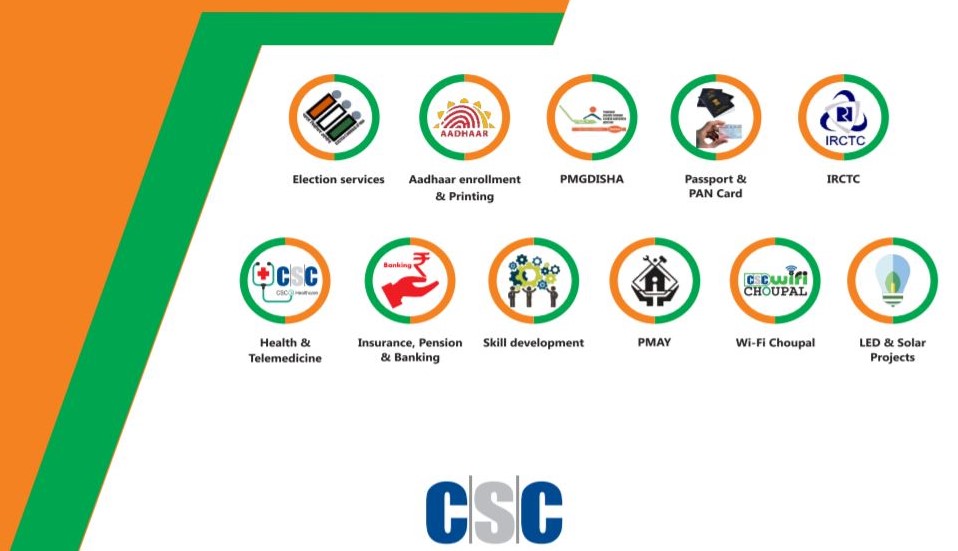 AADHAAR
IRCTC
Election services
Aadhaar enrollment
& Printing
PMGDISHA
Passport &
PAN Card
IRCTC
CSC
Banking
CSC wifi
CHOUPAL
Health &
Telemedicine
Insurance, Pension
& Banking
Skill development
PMAY
Wi-Fi Choupal
LED & Solar
Projects
CSC